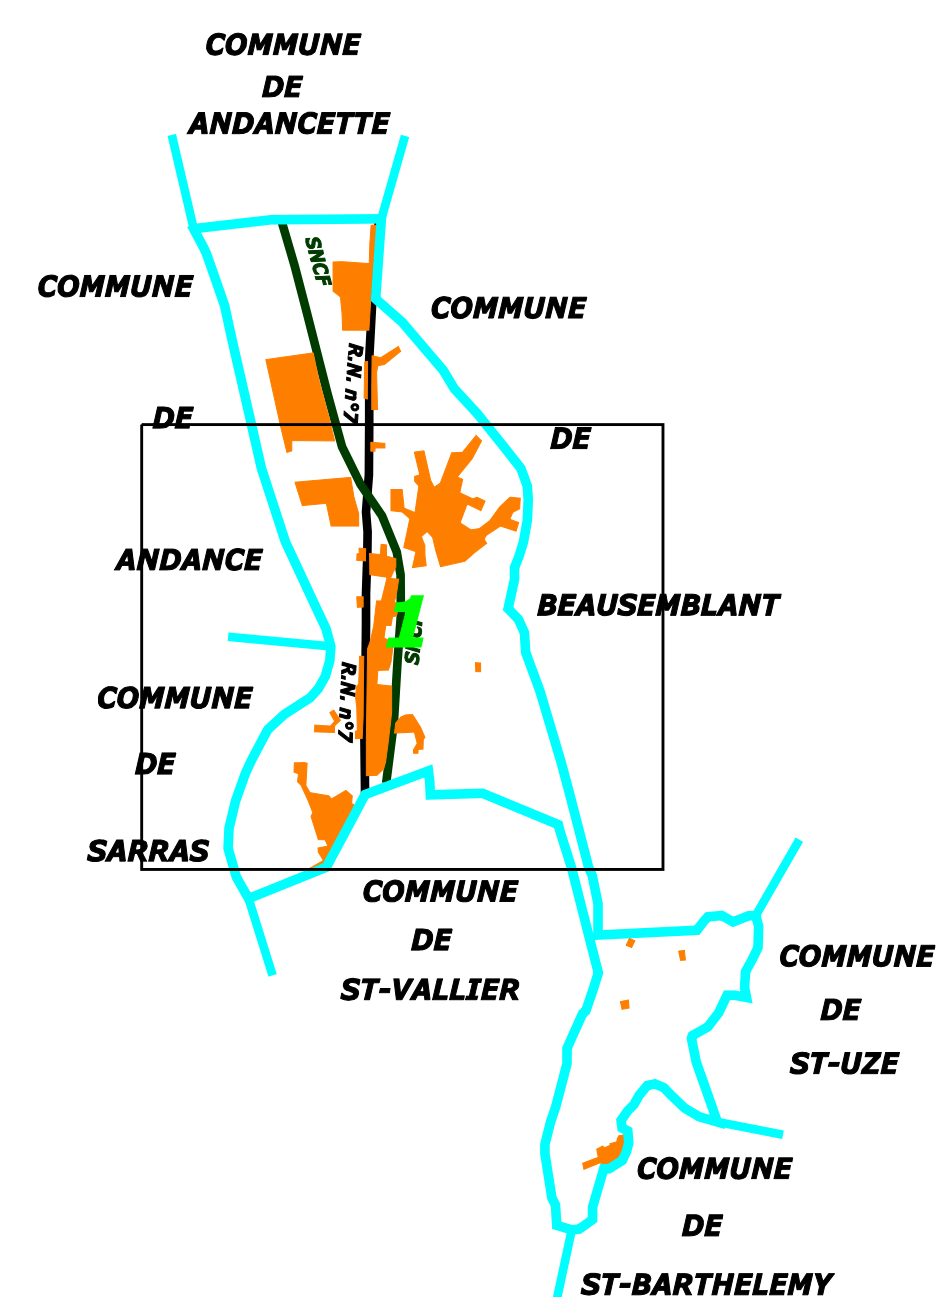 COMMUNE
DE
ANDANCETTE
SNCF
COMMUNE
DE
ANDANCE
COMMUNE
DE
BEAUSEMBLANT
R.N. n°7
1
R.N. n°7
COMMUNE
DE
SARRAS
COMMUNE
DE
ST-VALLIER
COMMUNE
DE
ST-UZE
COMMUNE
DE
ST-BARTHELEMY